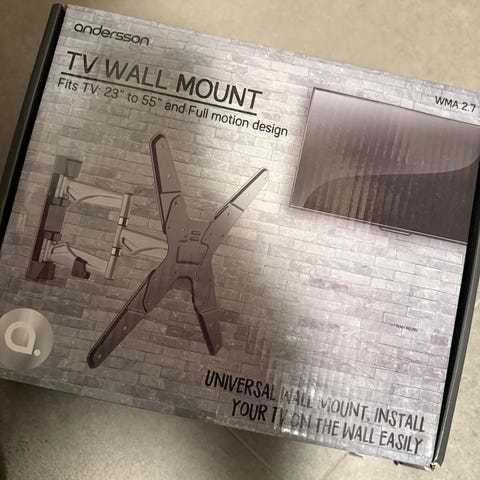 andersson
TV WALL MOUNT
Fits TV: 23" to 55" and Full motion design
WMA 2.7
a.
UNIVERSAL WALL MOUNT, INSTALL
YOUR TV ON THE WALL EASILY